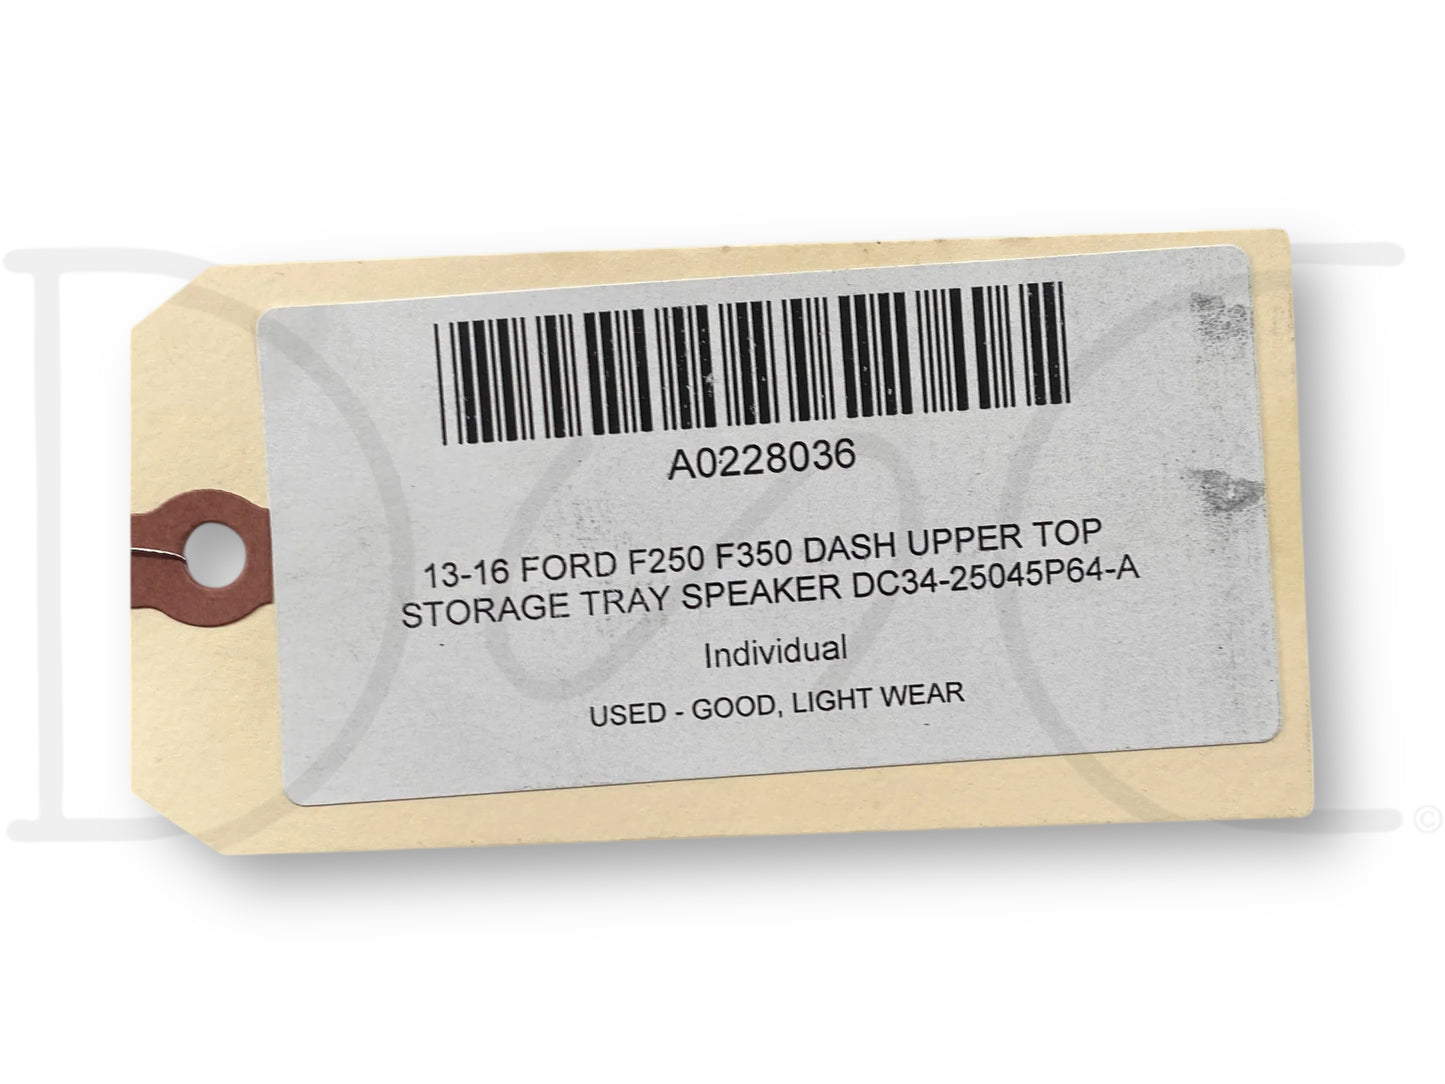 A0228036
13-16 FORD F250 F350 DASH UPPER TOP
STORAGE TRAY SPEAKER DC34-25045P64-A
Individual
USED - GOOD, LIGHT WEAR
©